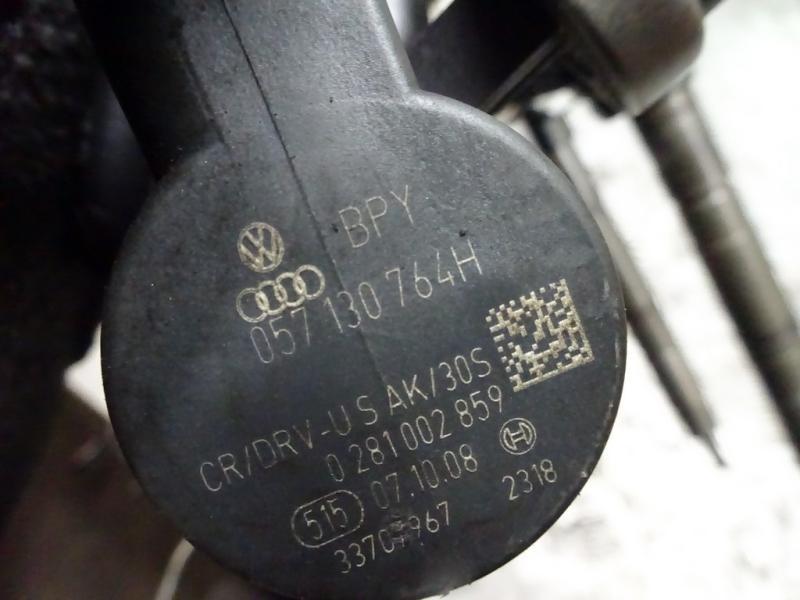 BPY
057 130 764H
CR/DRV-U S AK/30S
0 281 002 859
515 07.10.08
2318